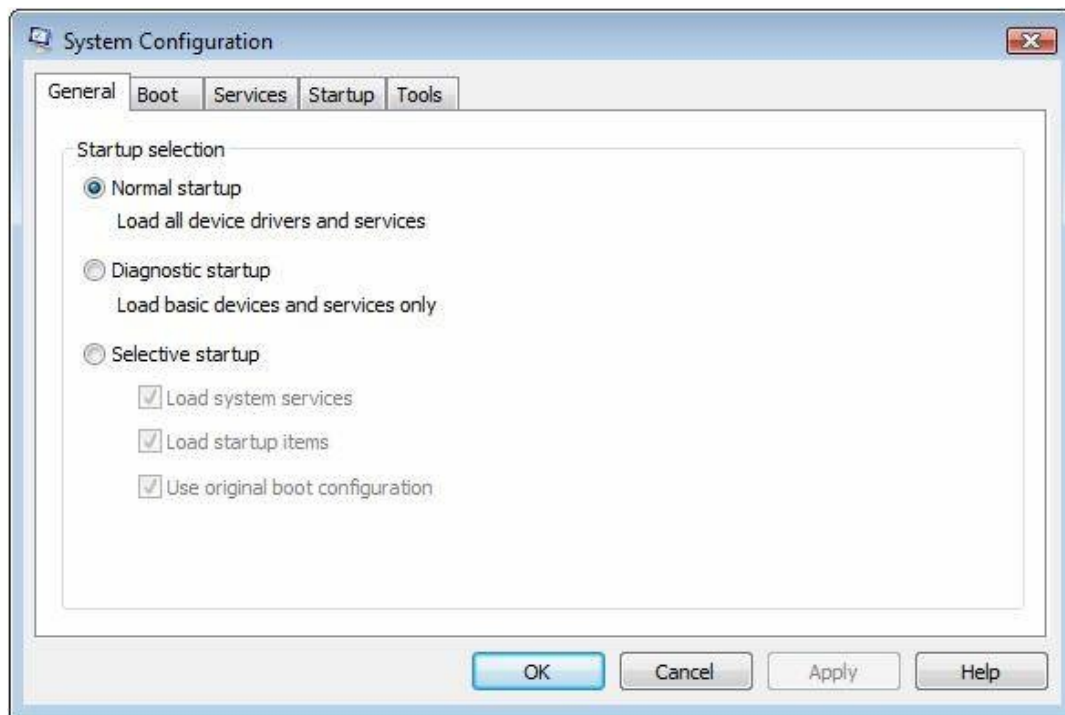 System Configuration
General Boot Services Startup Tools
Startup selection
Normal startup
Load all device drivers and services
Diagnostic startup
Load basic devices and services only
Selective startup
Load system services
Load startup items
Use original boot configuration
OK Cancel Apply Help